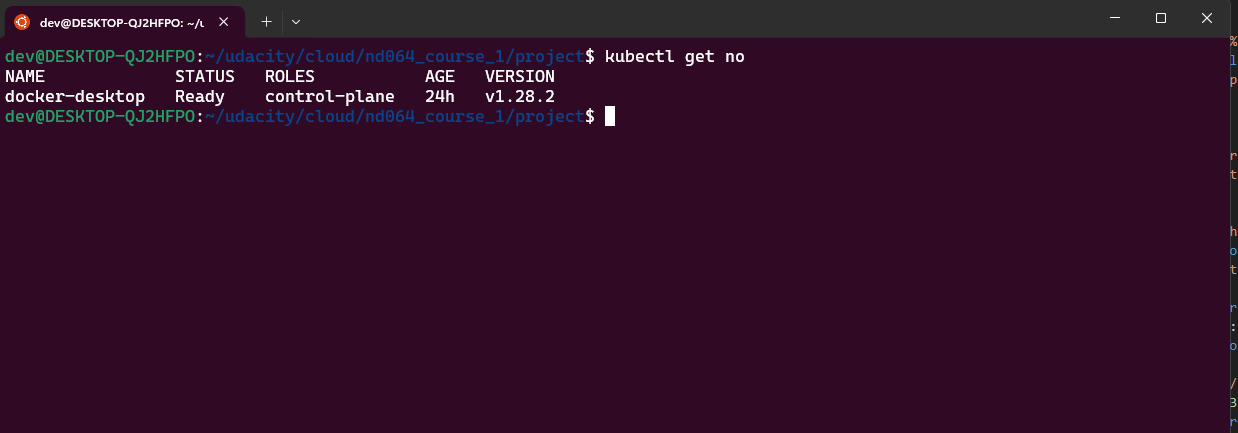 dev@DESKTOP-QJ2HFPO: ~/u
dev@DESKTOP-QJ2HFPO:~/udacity/cloud/nd064_course_1/project$ kubectl get no
NAME STATUS ROLES AGE VERSION
docker-desktop Ready control-plane 24h v1.28.2
dev@DESKTOP-QJ2HFPO:~/udacity/cloud/nd064_course_1/project$